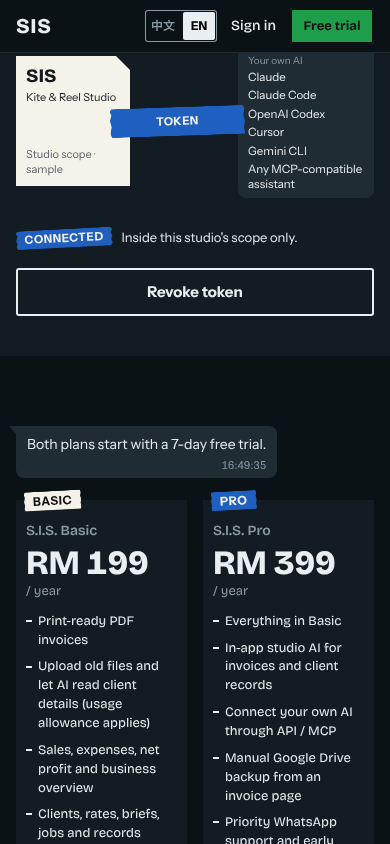 SIS
中文
EN
Sign in
Free trial
SIS
Kite & Reel Studio
Studio scope ·
sample
TOKEN
Your own AI
Claude
Claude Code
OpenAI Codex
Cursor
Gemini CLI
Any MCP-compatible
assistant
CONNECTED
Inside this studio's scope only.
Revoke token
Both plans start with a 7-day free trial.
16:49:35
BASIC
S.I.S. Basic
RM 199
/ year
Print-ready PDF
invoices
Upload old files and
let AI read client
details (usage
allowance applies)
Sales, expenses, net
profit and business
overview
Clients, rates, briefs,
jobs and records
PRO
S.I.S. Pro
RM 399
/ year
Everything in Basic
In-app studio AI for
invoices and client
records
Connect your own AI
through API / MCP
Manual Google Drive
backup from an
invoice page
Priority WhatsApp
support and early